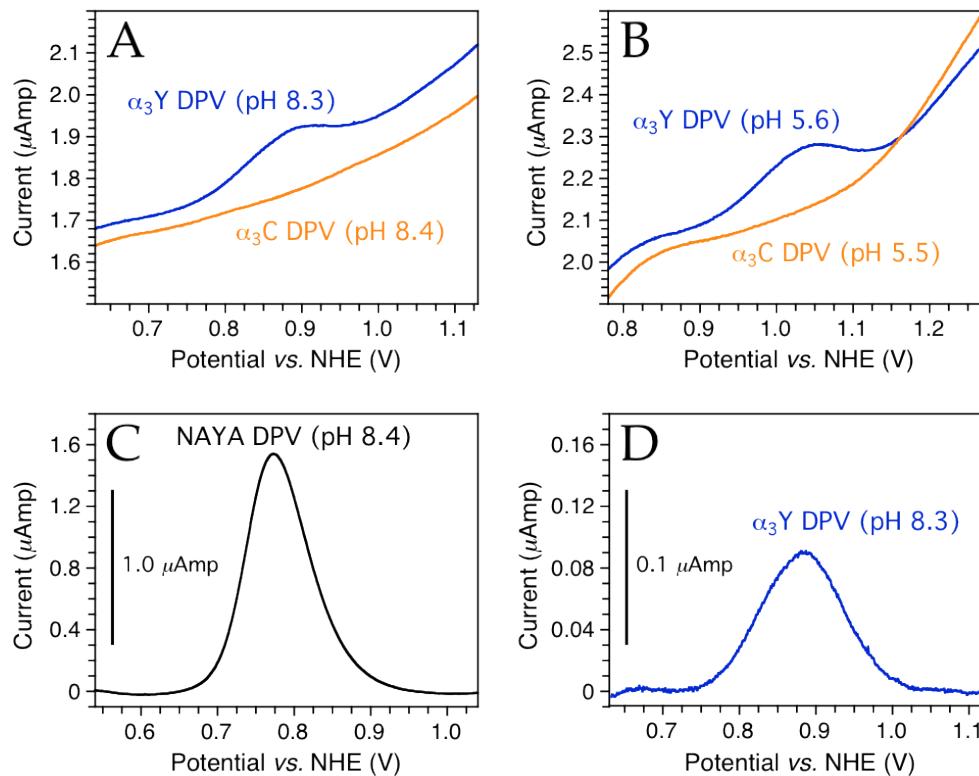 A
2.1
2.0
1.9
1.8
1.7
1.6
Current (μAmp)
α₃Y DPV (pH 8.3)
α₃C DPV (pH 8.4)
0.7 0.8 0.9 1.0 1.1
Potential vs. NHE (V)
B
2.5
2.4
2.3
2.2
2.1
2.0
Current (μAmp)
α₃Y DPV (pH 5.6)
α₃C DPV (pH 5.5)
0.8 0.9 1.0 1.1 1.2
Potential vs. NHE (V)
C
NAYA DPV (pH 8.4)
1.6
1.2
0.8
0.4
0
Current (μAmp)
1.0 μAmp
0.6 0.7 0.8 0.9 1.0
Potential vs. NHE (V)
D
0.16
0.12
0.08
0.04
0
Current (μAmp)
α₃Y DPV (pH 8.3)
0.1 μAmp
0.7 0.8 0.9 1.0 1.1
Potential vs. NHE (V)